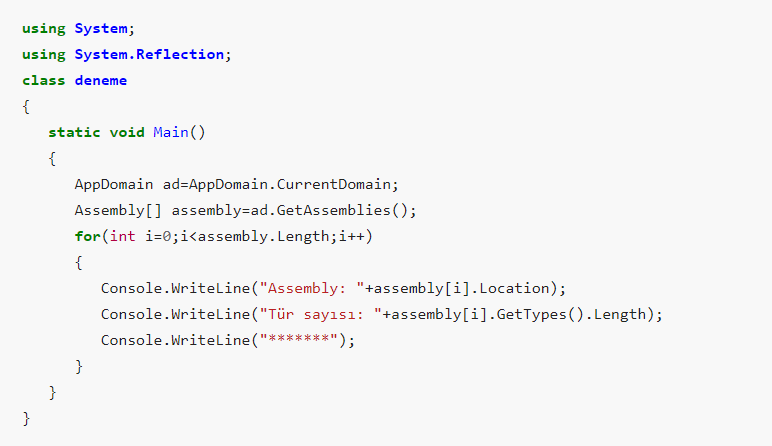 using System;
using System.Reflection;
class deneme
{
   static void Main()
   {
      AppDomain ad=AppDomain.CurrentDomain;
      Assembly[] assembly=ad.GetAssemblies();
      for(int i=0;i<assembly.Length;i++)
      {
         Console.WriteLine("Assembly: "+assembly[i].Location);
         Console.WriteLine("Tür sayısı: "+assembly[i].GetTypes().Length);
         Console.WriteLine("*******");
      }
   }
}